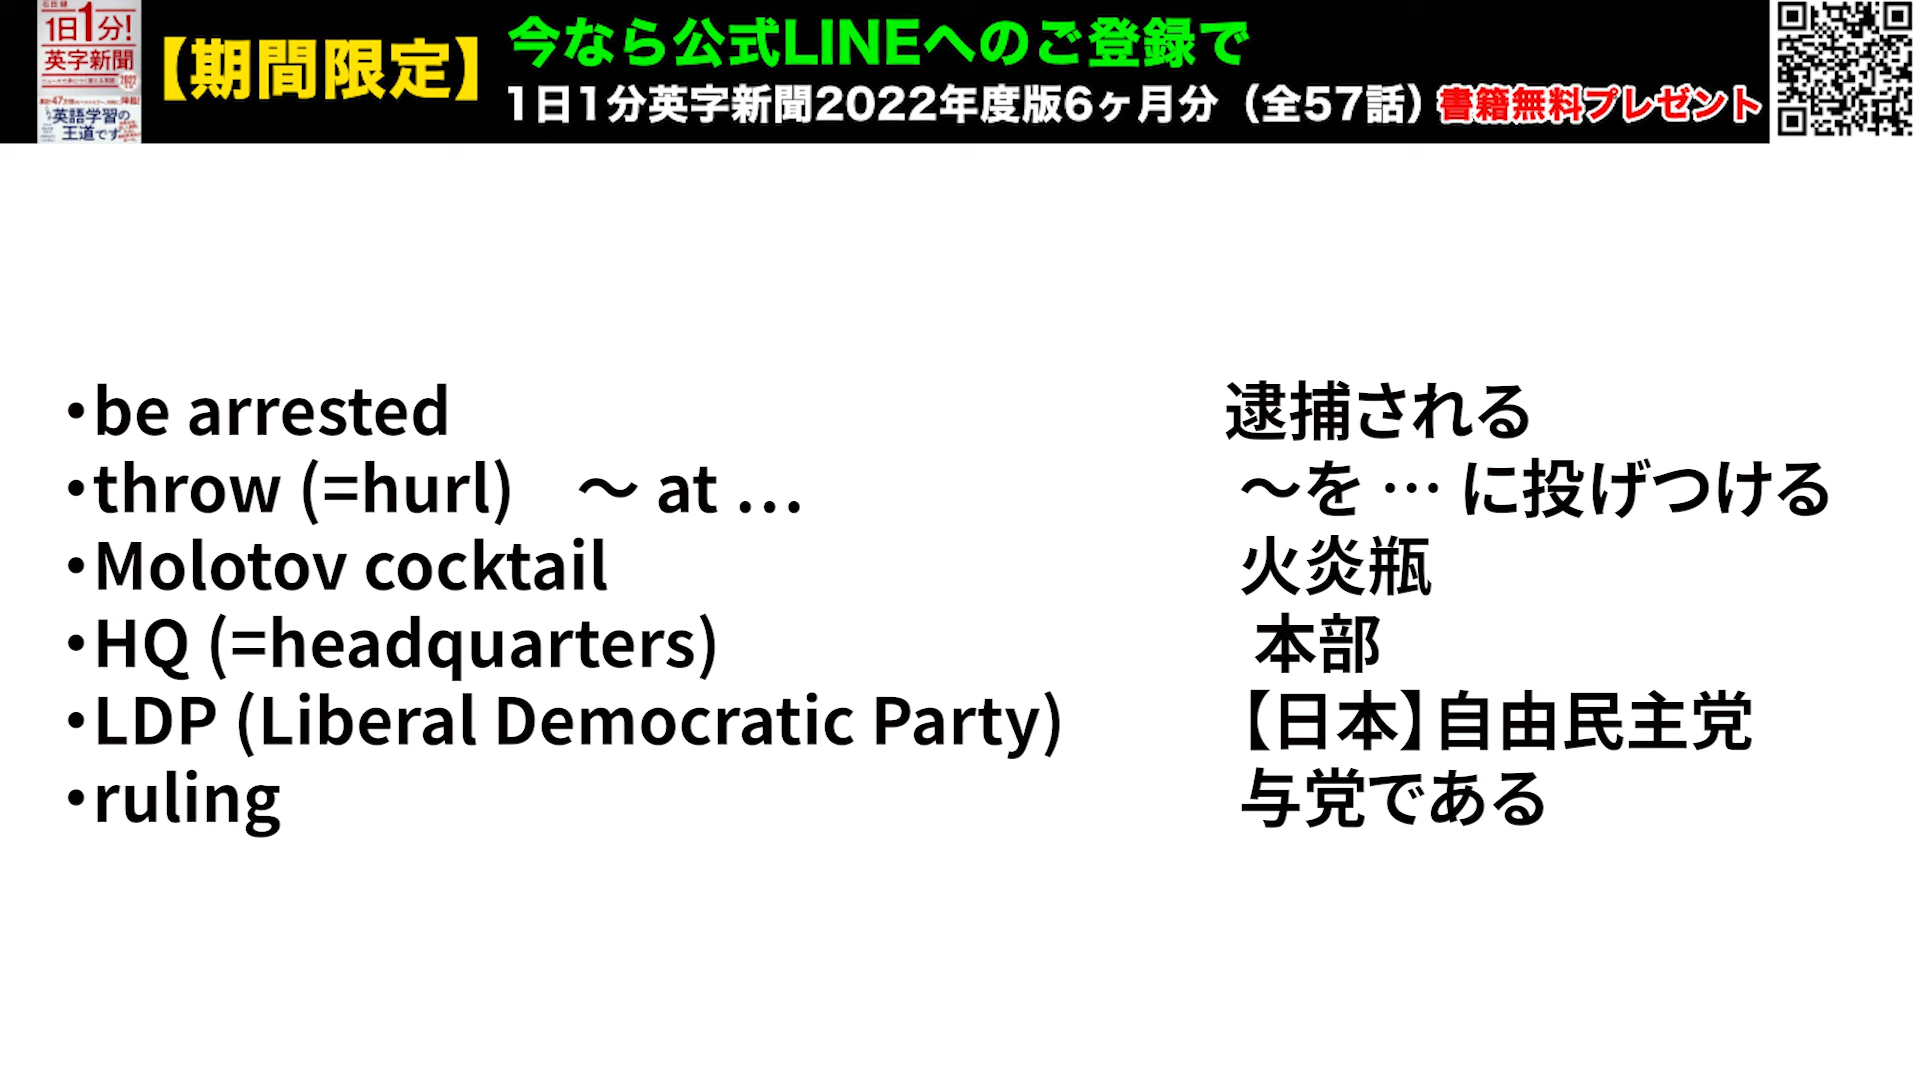 石田 健
1日1分!
英字新聞
2022
英語学習の
王道です
【期間限定】
今なら公式LINEへのご登録で
1日1分英字新聞2022年度版6ヶ月分（全57話）書籍無料プレゼント
・be arrested 逮捕される
・throw (=hurl) ～ at … ～を … に投げつける
・Molotov cocktail 火炎瓶
・HQ (=headquarters) 本部
・LDP (Liberal Democratic Party) 【日本】自由民主党
・ruling 与党である